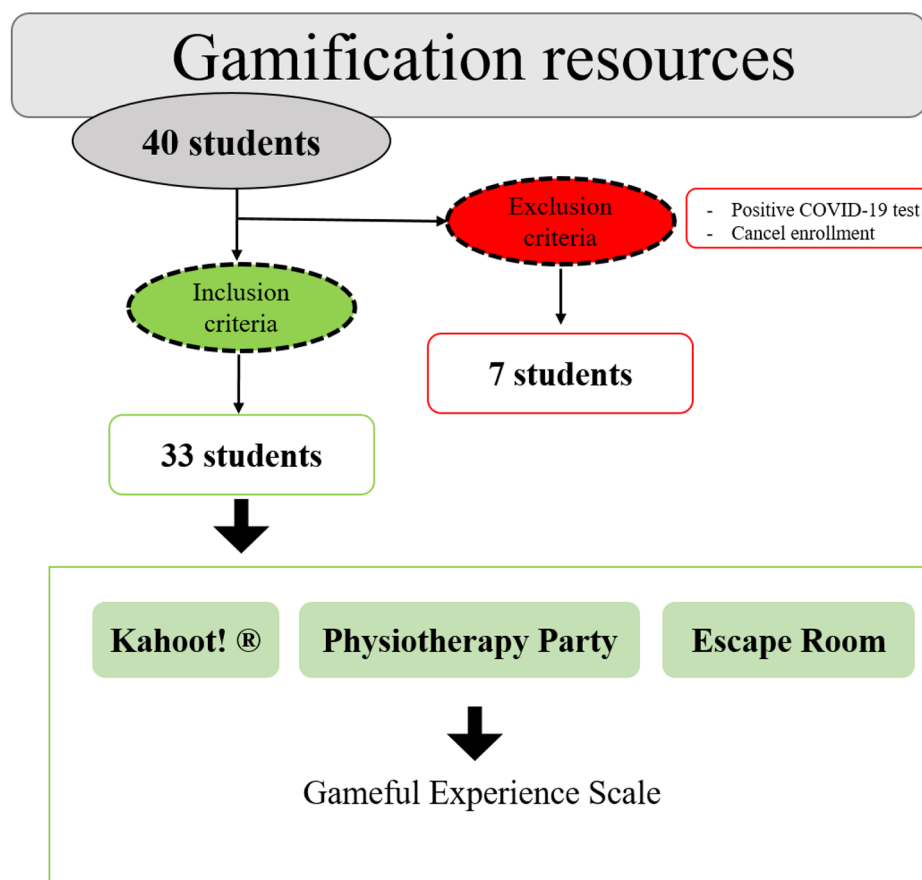 Gamification resources
40 students
Exclusion
criteria
- Positive COVID-19 test
- Cancel enrollment
Inclusion
criteria
7 students
33 students
Kahoot! ®
Physiotherapy Party
Escape Room
Gameful Experience Scale